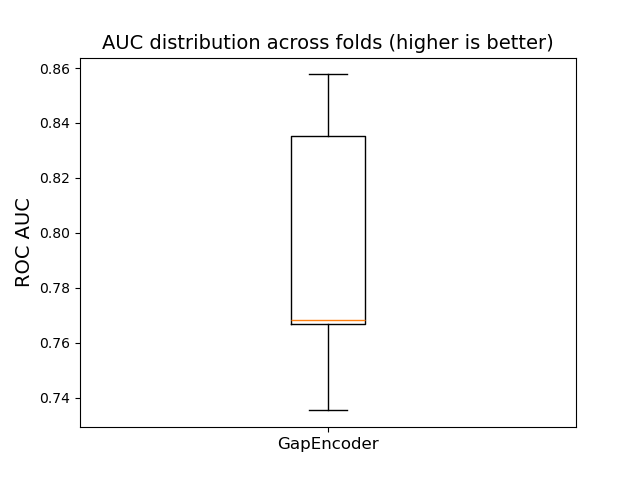 AUC distribution across folds (higher is better)
ROC AUC
0.86
0.84
0.82
0.80
0.78
0.76
0.74
GapEncoder